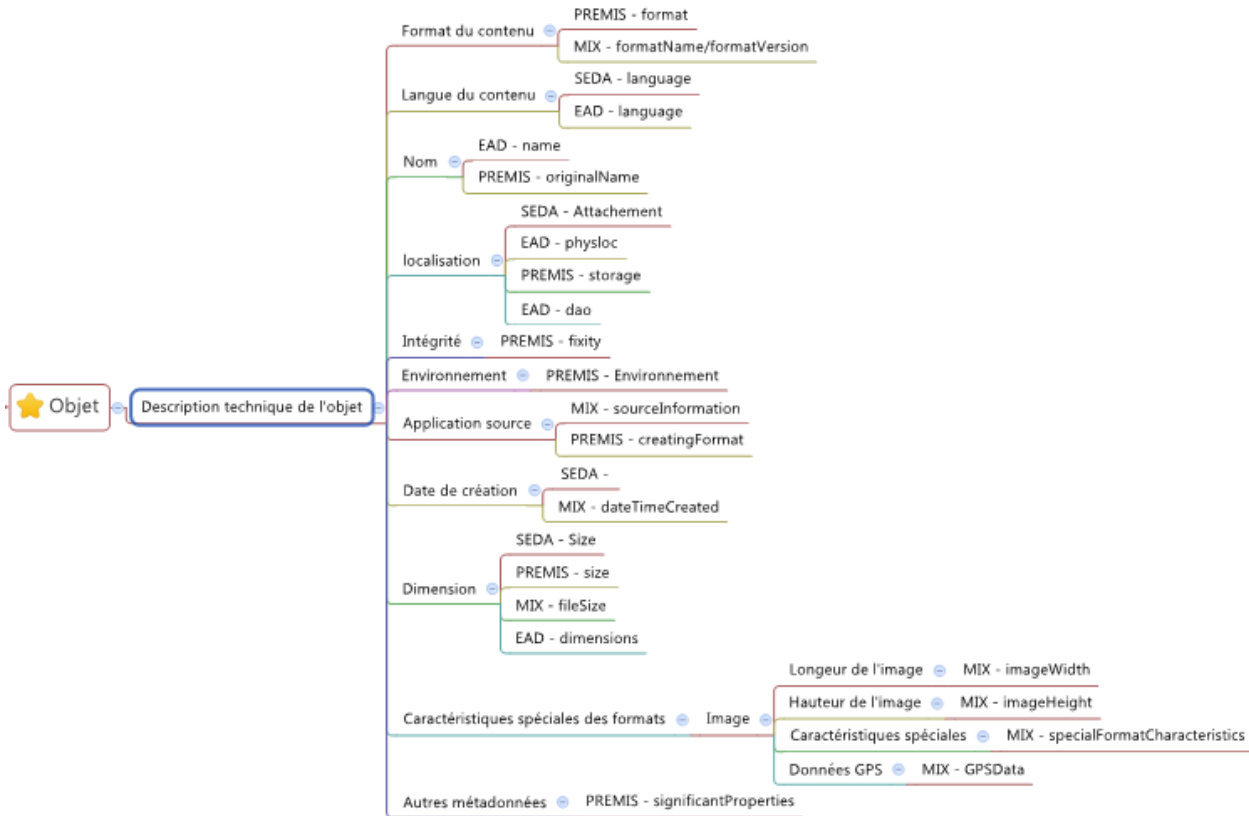 Objet
Description technique de l'objet
Format du contenu
PREMIS - format
MIX - formatName/formatVersion
Langue du contenu
SEDA - language
EAD - language
Nom
EAD - name
PREMIS - originalName
localisation
SEDA - Attachement
EAD - physloc
PREMIS - storage
EAD - dao
Intégrité
PREMIS - fixity
Environnement
PREMIS - Environnement
Application source
MIX - sourceInformation
PREMIS - creatingFormat
Date de création
SEDA -
MIX - dateTimeCreated
Dimension
SEDA - Size
PREMIS - size
MIX - fileSize
EAD - dimensions
Caractéristiques spéciales des formats
Image
Longeur de l'image
MIX - imageWidth
Hauteur de l'image
MIX - imageHeight
Caractéristiques spéciales
MIX - specialFormatCharacteristics
Données GPS
MIX - GPSData
Autres métadonnées
PREMIS - significantProperties